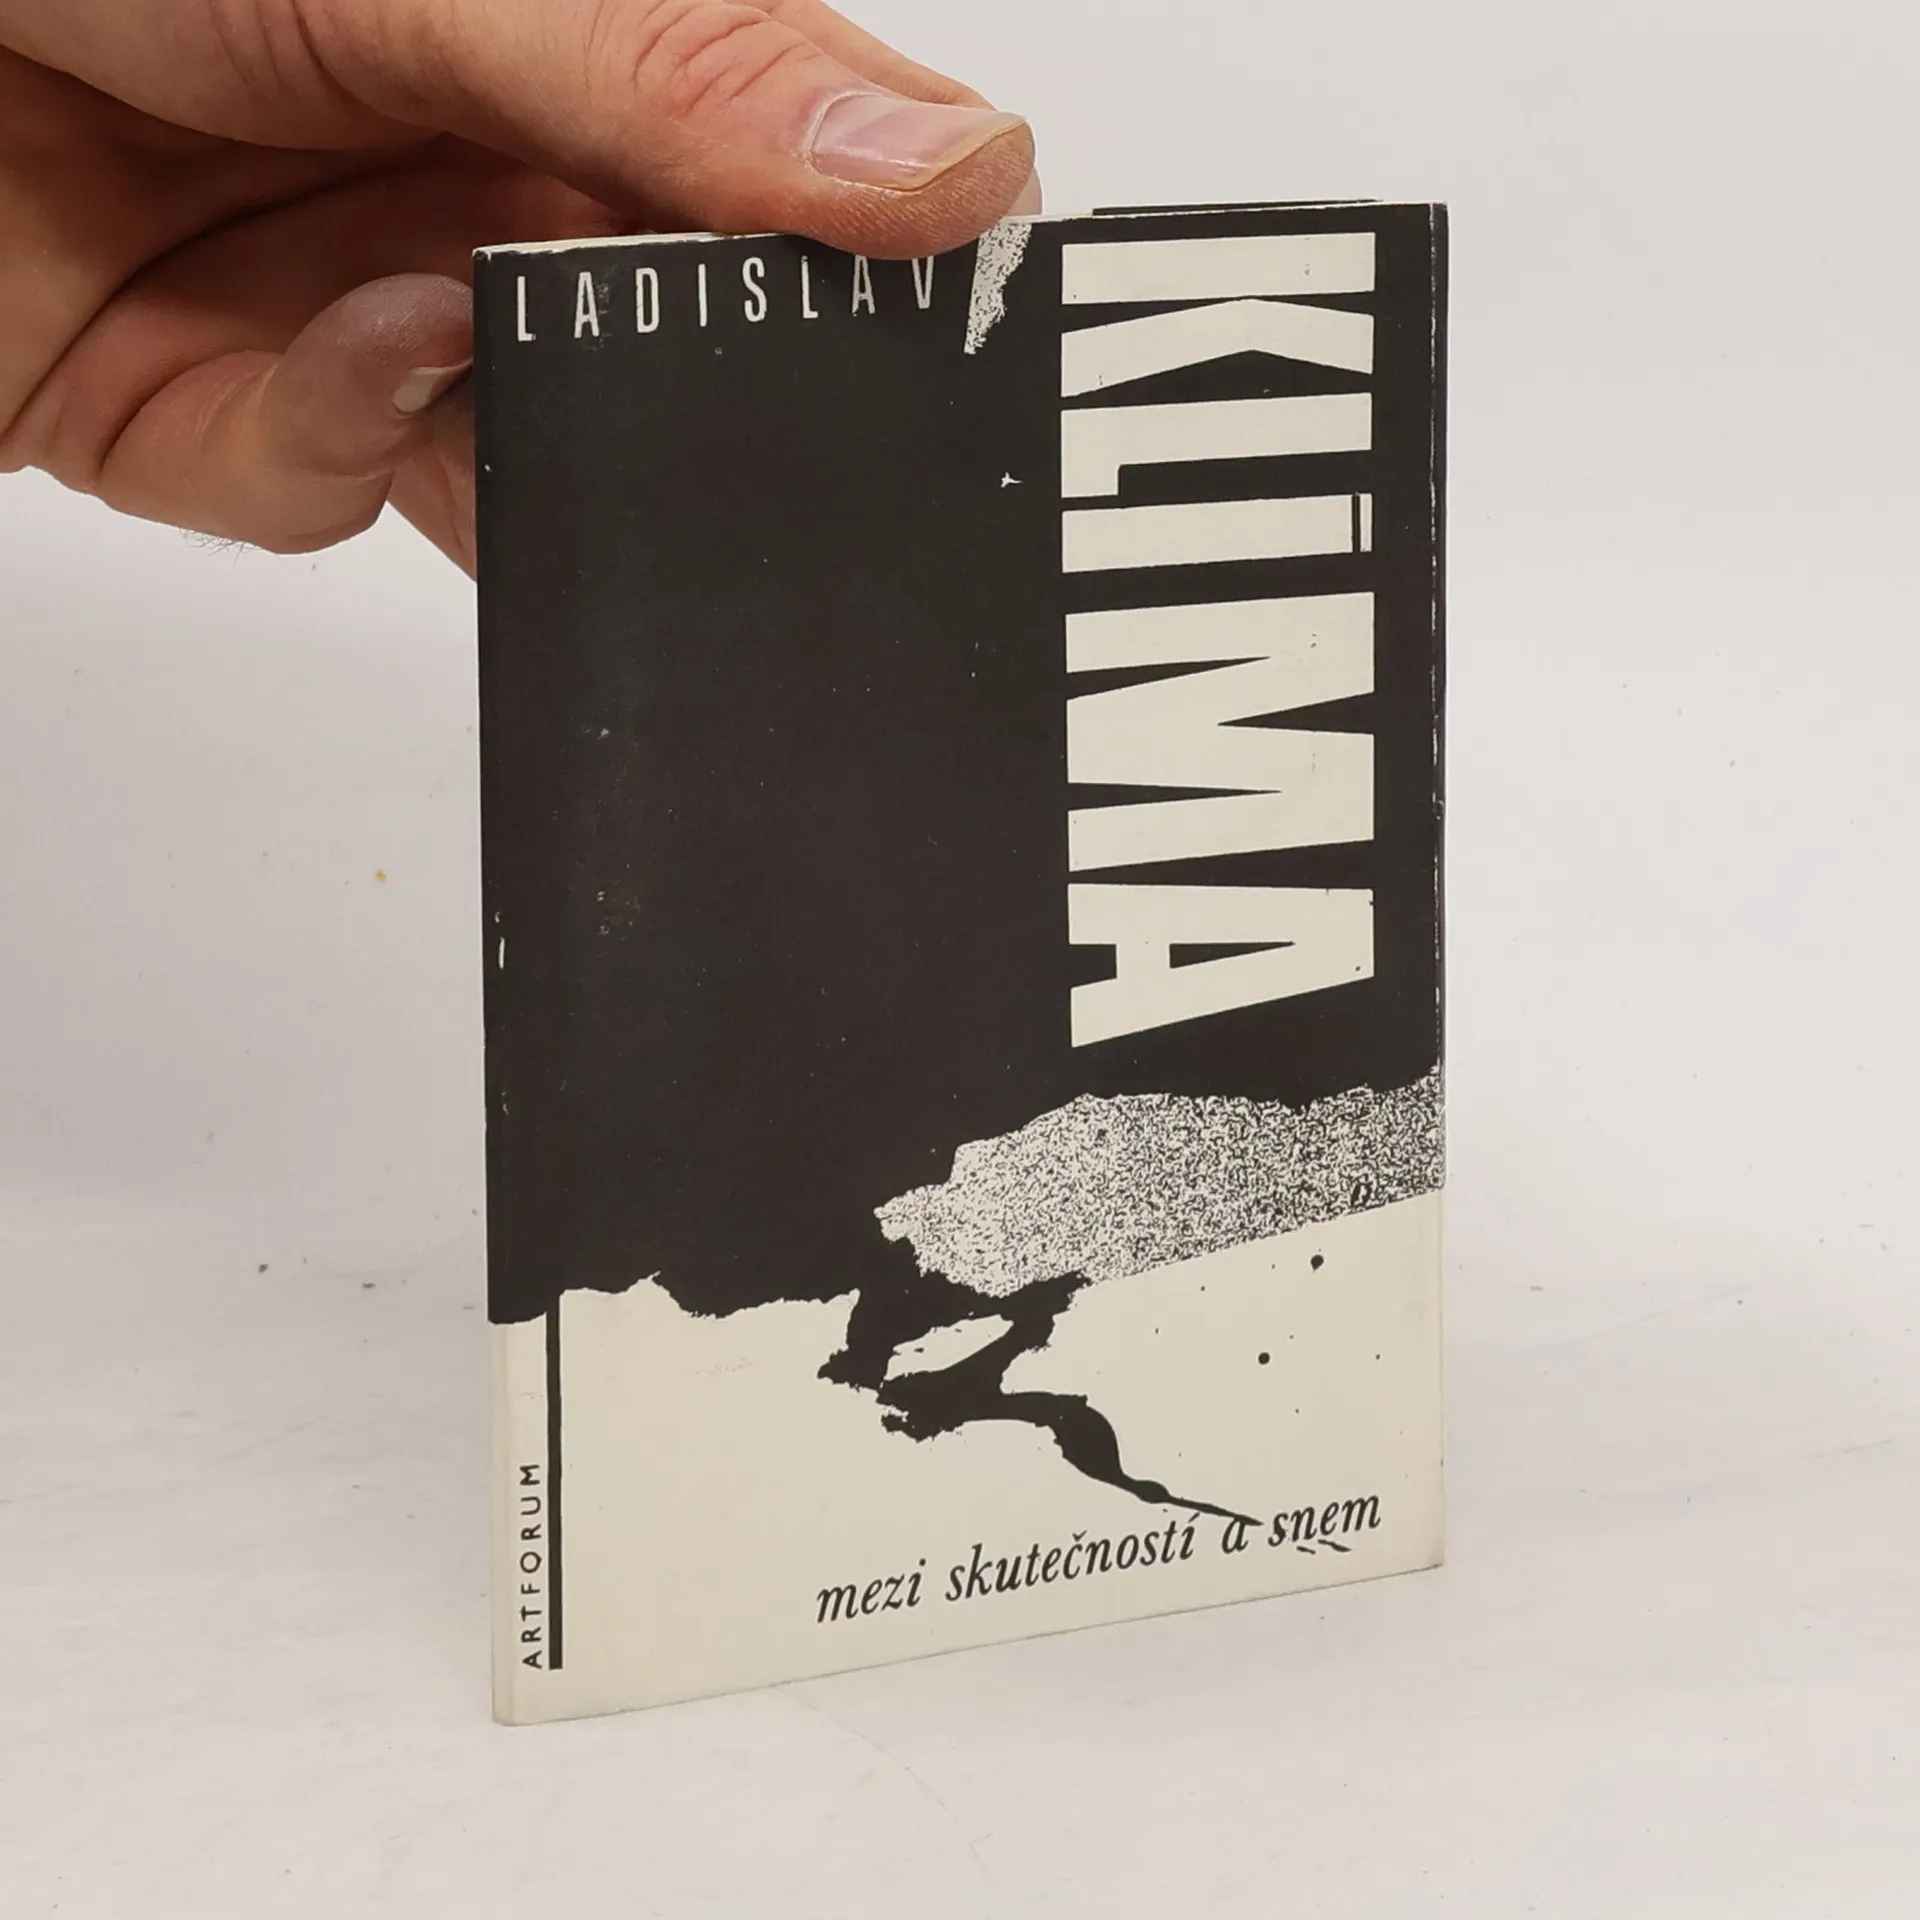 LADISLAV
KLÍMA
mezi skutečností a snem
ARTFORUM